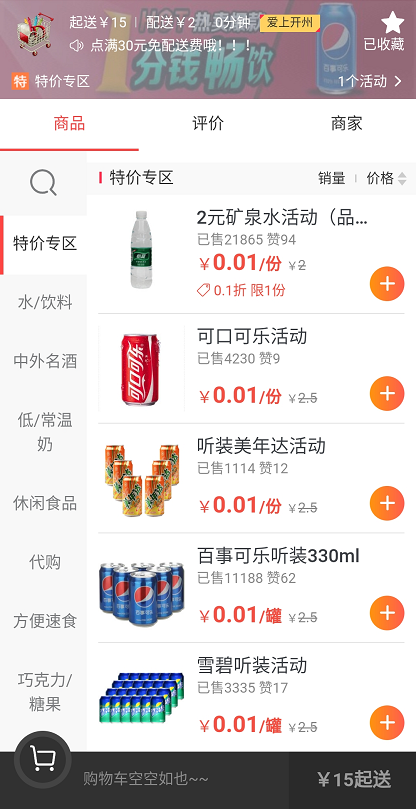 起送￥15 | 配送￥2 0分钟 爱上开州
点满30元免配送费哦！！！
已收藏
HOT 热卖爆款
1分钱畅饮
特 特价专区
1个活动
商品 评价 商家
特价专区
水/饮料
中外名酒
低/常温
奶
休闲食品
代购
方便速食
巧克力/
糖果
特价专区 销量 | 价格
2元矿泉水活动（品...
已售21865 赞94
￥0.01/份 ￥2
0.1折 限1份
可口可乐活动
已售4230 赞9
￥0.01/份 ￥2.5
听装美年达活动
已售1114 赞12
￥0.01/份 ￥2.5
百事可乐听装330ml
已售11188 赞62
￥0.01/罐 ￥2.5
雪碧听装活动
已售3335 赞17
￥0.01/罐 ￥2.5
购物车空空如也~~
￥15起送